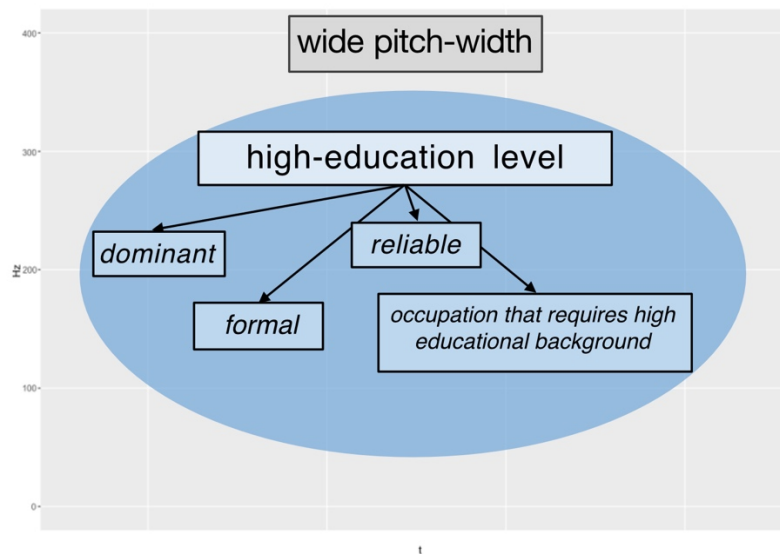 400
wide pitch-width
300
high-education level
dominant
reliable
Hz
200
formal
occupation that requires high
educational background
100
0
t